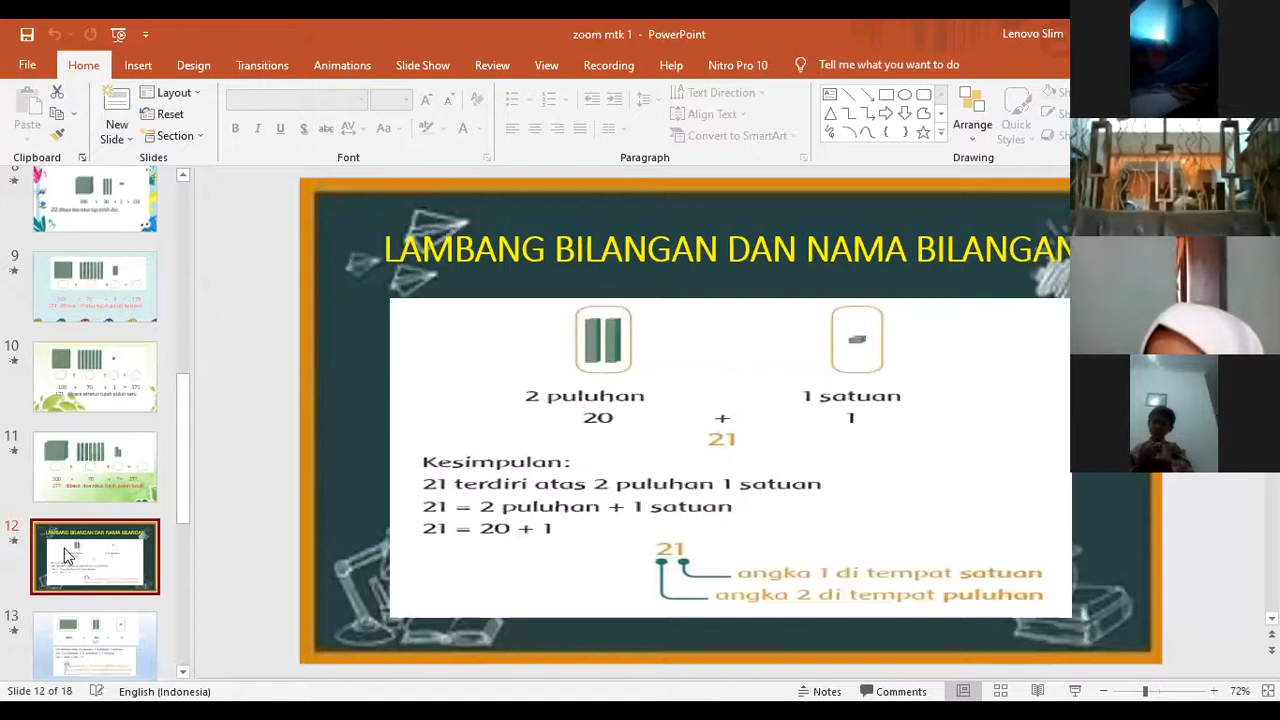 zoom mtk 1 - PowerPoint
Lenovo Slim
File
Home
Insert
Design
Transitions
Animations
Slide Show
Review
View
Recording
Help
Nitro Pro 10
Tell me what you want to do
Paste
New
Slide
Layout
Reset
Section
B I U S abc AV Aa A
Text Direction
Align Text
Convert to SmartArt
Arrange
Quick
Styles
Clipboard
Slides
Font
Paragraph
Drawing
8
9
10
11
12
13
LAMBANG BILANGAN DAN NAMA BILANGAN
2 puluhan
1 satuan
20
+
1
21
Kesimpulan:
21 terdiri atas 2 puluhan 1 satuan
21 = 2 puluhan + 1 satuan
21 = 20 + 1
21
angka 1 di tempat satuan
angka 2 di tempat puluhan
Slide 12 of 18
English (Indonesia)
Notes
Comments
72%